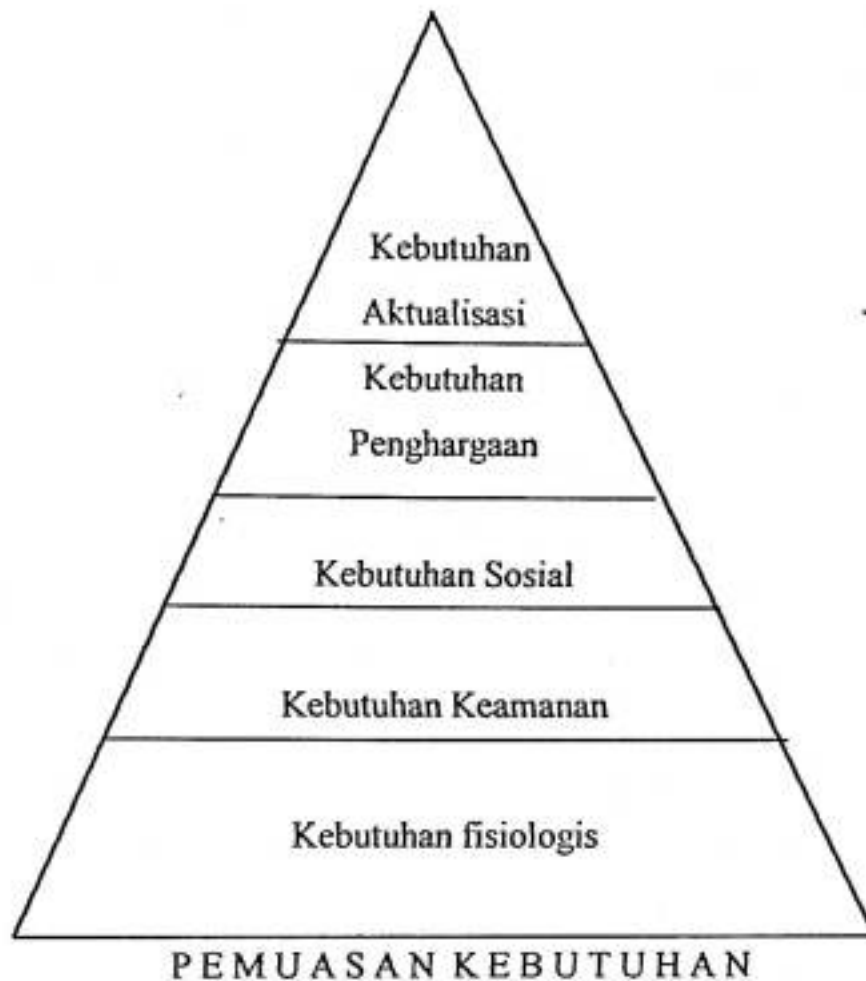 Kebutuhan
Aktualisasi
Kebutuhan
Penghargaan
Kebutuhan Sosial
Kebutuhan Keamanan
Kebutuhan fisiologis
PEMUASAN KEBUTUHAN